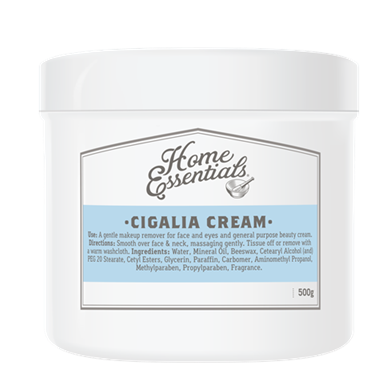 Home
Essentials
·CIGALIA CREAM·
Use: A gentle makeup remover for face and eyes and general purpose beauty cream.
Directions: Smooth over face & neck, massaging gently. Tissue off or remove with
a warm washcloth. Ingredients: Water, Mineral Oil, Beeswax, Cetearyl Alcohol (and)
PEG 20 Stearate, Cetyl Esters, Glycerin, Paraffin, Carbomer, Aminomethyl Propanol,
Methylparaben, Propylparaben, Fragrance.
500g